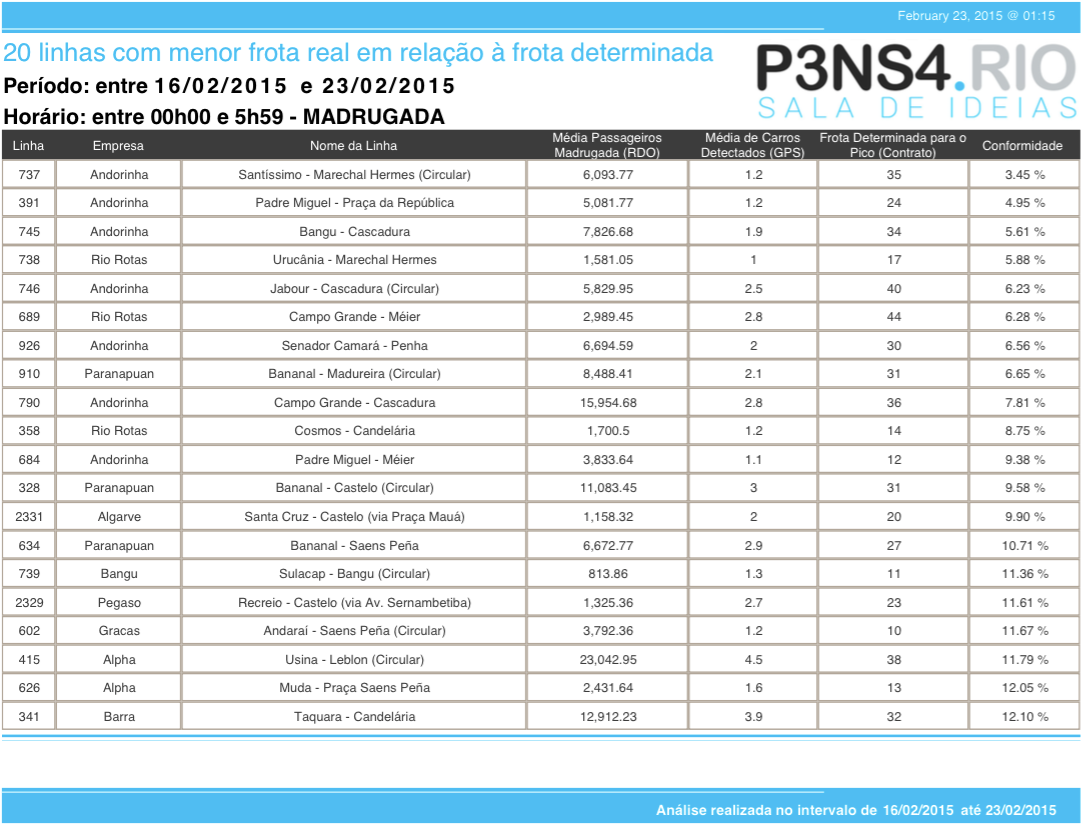 February 23, 2015 @ 01:15
20 linhas com menor frota real em relação à frota determinada
P3NS4.RIO
SALA DE IDEIAS
Período: entre 16/02/2015 e 23/02/2015
Horário: entre 00h00 e 5h59 - MADRUGADA
Linha Empresa Nome da Linha Média Passageiros Madrugada (RDO) Média de Carros Detectados (GPS) Frota Determinada para o Pico (Contrato) Conformidade
737 Andorinha Santíssimo - Marechal Hermes (Circular) 6,093.77 1.2 35 3.45 %
391 Andorinha Padre Miguel - Praça da República 5,081.77 1.2 24 4.95 %
745 Andorinha Bangu - Cascadura 7,826.68 1.9 34 5.61 %
738 Rio Rotas Urucânia - Marechal Hermes 1,581.05 1 17 5.88 %
746 Andorinha Jabour - Cascadura (Circular) 5,829.95 2.5 40 6.23 %
689 Rio Rotas Campo Grande - Méier 2,989.45 2.8 44 6.28 %
926 Andorinha Senador Camará - Penha 6,694.59 2 30 6.56 %
910 Paranapuan Bananal - Madureira (Circular) 8,488.41 2.1 31 6.65 %
790 Andorinha Campo Grande - Cascadura 15,954.68 2.8 36 7.81 %
358 Rio Rotas Cosmos - Candelária 1,700.5 1.2 14 8.75 %
684 Andorinha Padre Miguel - Méier 3,833.64 1.1 12 9.38 %
328 Paranapuan Bananal - Castelo (Circular) 11,083.45 3 31 9.58 %
2331 Algarve Santa Cruz - Castelo (via Praça Mauá) 1,158.32 2 20 9.90 %
634 Paranapuan Bananal - Saens Peña 6,672.77 2.9 27 10.71 %
739 Bangu Sulacap - Bangu (Circular) 813.86 1.3 11 11.36 %
2329 Pegaso Recreio - Castelo (via Av. Sernambetiba) 1,325.36 2.7 23 11.61 %
602 Gracas Andaraí - Saens Peña (Circular) 3,792.36 1.2 10 11.67 %
415 Alpha Usina - Leblon (Circular) 23,042.95 4.5 38 11.79 %
626 Alpha Muda - Praça Saens Peña 2,431.64 1.6 13 12.05 %
341 Barra Taquara - Candelária 12,912.23 3.9 32 12.10 %
Análise realizada no intervalo de 16/02/2015 até 23/02/2015